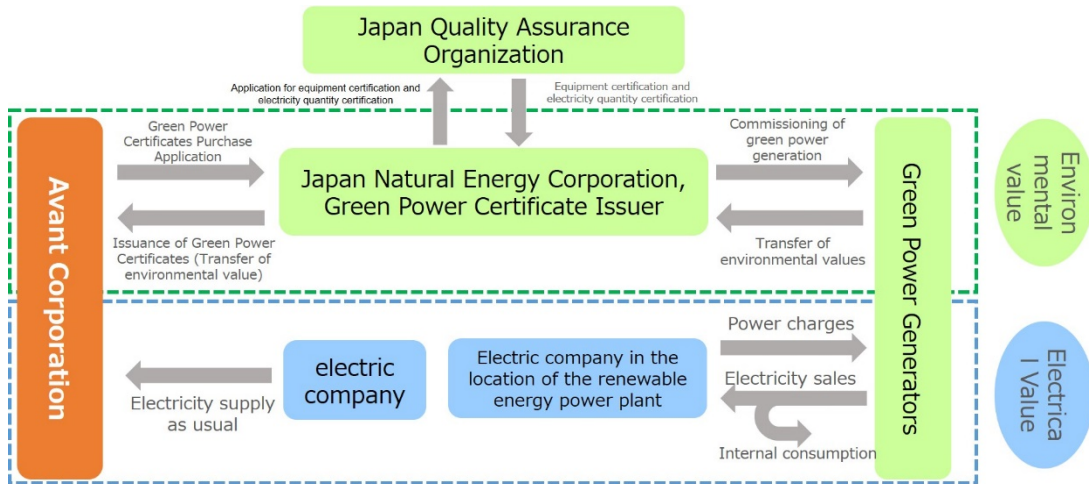 Japan Quality Assurance
Organization
Application for equipment certification and
electricity quantity certification
Equipment certification and
electricity quantity certification
Avant Corporation
Green Power
Certificates Purchase
Application
Japan Natural Energy Corporation,
Green Power Certificate Issuer
Commissioning of
green power
generation
Issuance of Green Power
Certificates (Transfer of
environmental value)
Transfer of
environmental values
Green Power Generators
Environ
mental
value
electric
company
Electricity supply
as usual
Electric company in the
location of the renewable
energy power plant
Power charges
Electricity sales
Internal consumption
Electrica
l Value